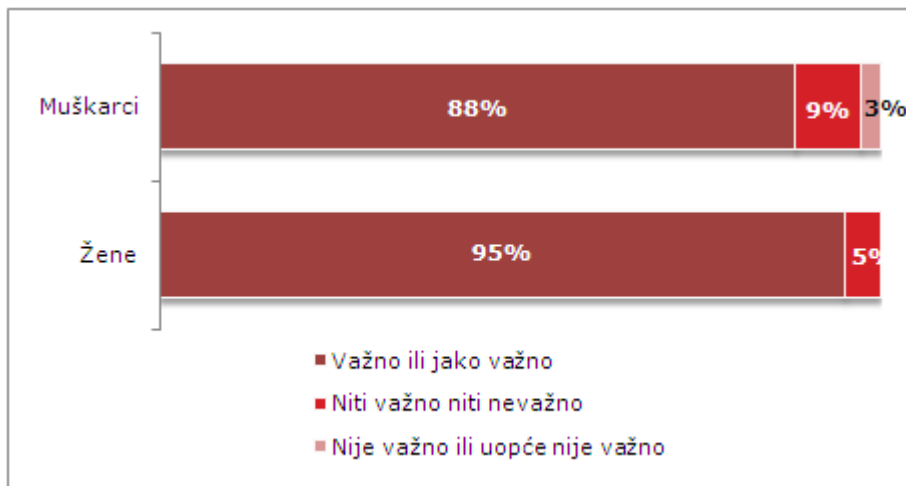 Muškarci 88% 9% 3%
Žene 95% 5%
Važno ili jako važno
Niti važno niti nevažno
Nije važno ili uopće nije važno